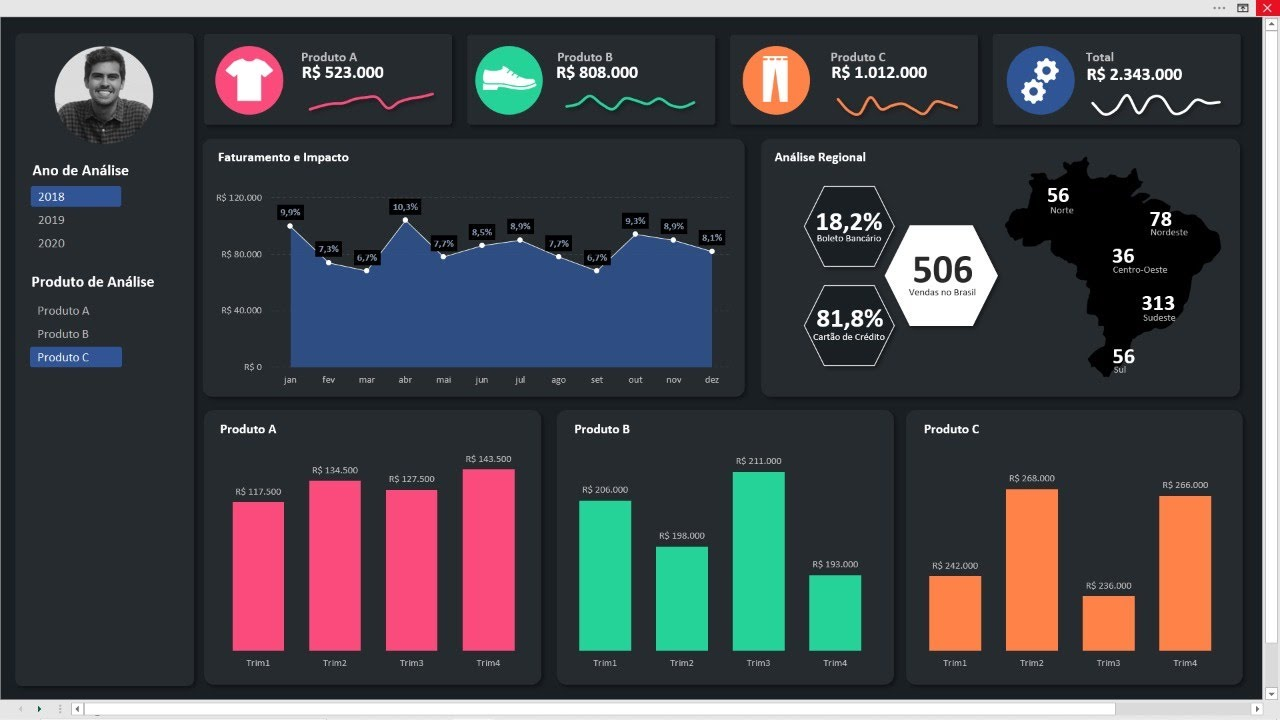 Produto A
R$ 523.000
Produto B
R$ 808.000
Produto C
R$ 1.012.000
Total
R$ 2.343.000
Ano de Análise
2018
2019
2020
Produto de Análise
Produto A
Produto B
Produto C
Faturamento e Impacto
R$ 120.000
R$ 80.000
R$ 40.000
R$ 0
9,9%
7,3%
6,7%
10,3%
7,7%
8,5%
8,9%
7,7%
6,7%
9,3%
8,9%
8,1%
jan
fev
mar
abr
mai
jun
jul
ago
set
out
nov
dez
Análise Regional
18,2%
Boleto Bancário
81,8%
Cartão de Crédito
506
Vendas no Brasil
56
Norte
78
Nordeste
36
Centro-Oeste
313
Sudeste
56
Sul
Produto A
R$ 117.500
R$ 134.500
R$ 127.500
R$ 143.500
Trim1
Trim2
Trim3
Trim4
Produto B
R$ 206.000
R$ 198.000
R$ 211.000
R$ 193.000
Trim1
Trim2
Trim3
Trim4
Produto C
R$ 242.000
R$ 268.000
R$ 236.000
R$ 266.000
Trim1
Trim2
Trim3
Trim4